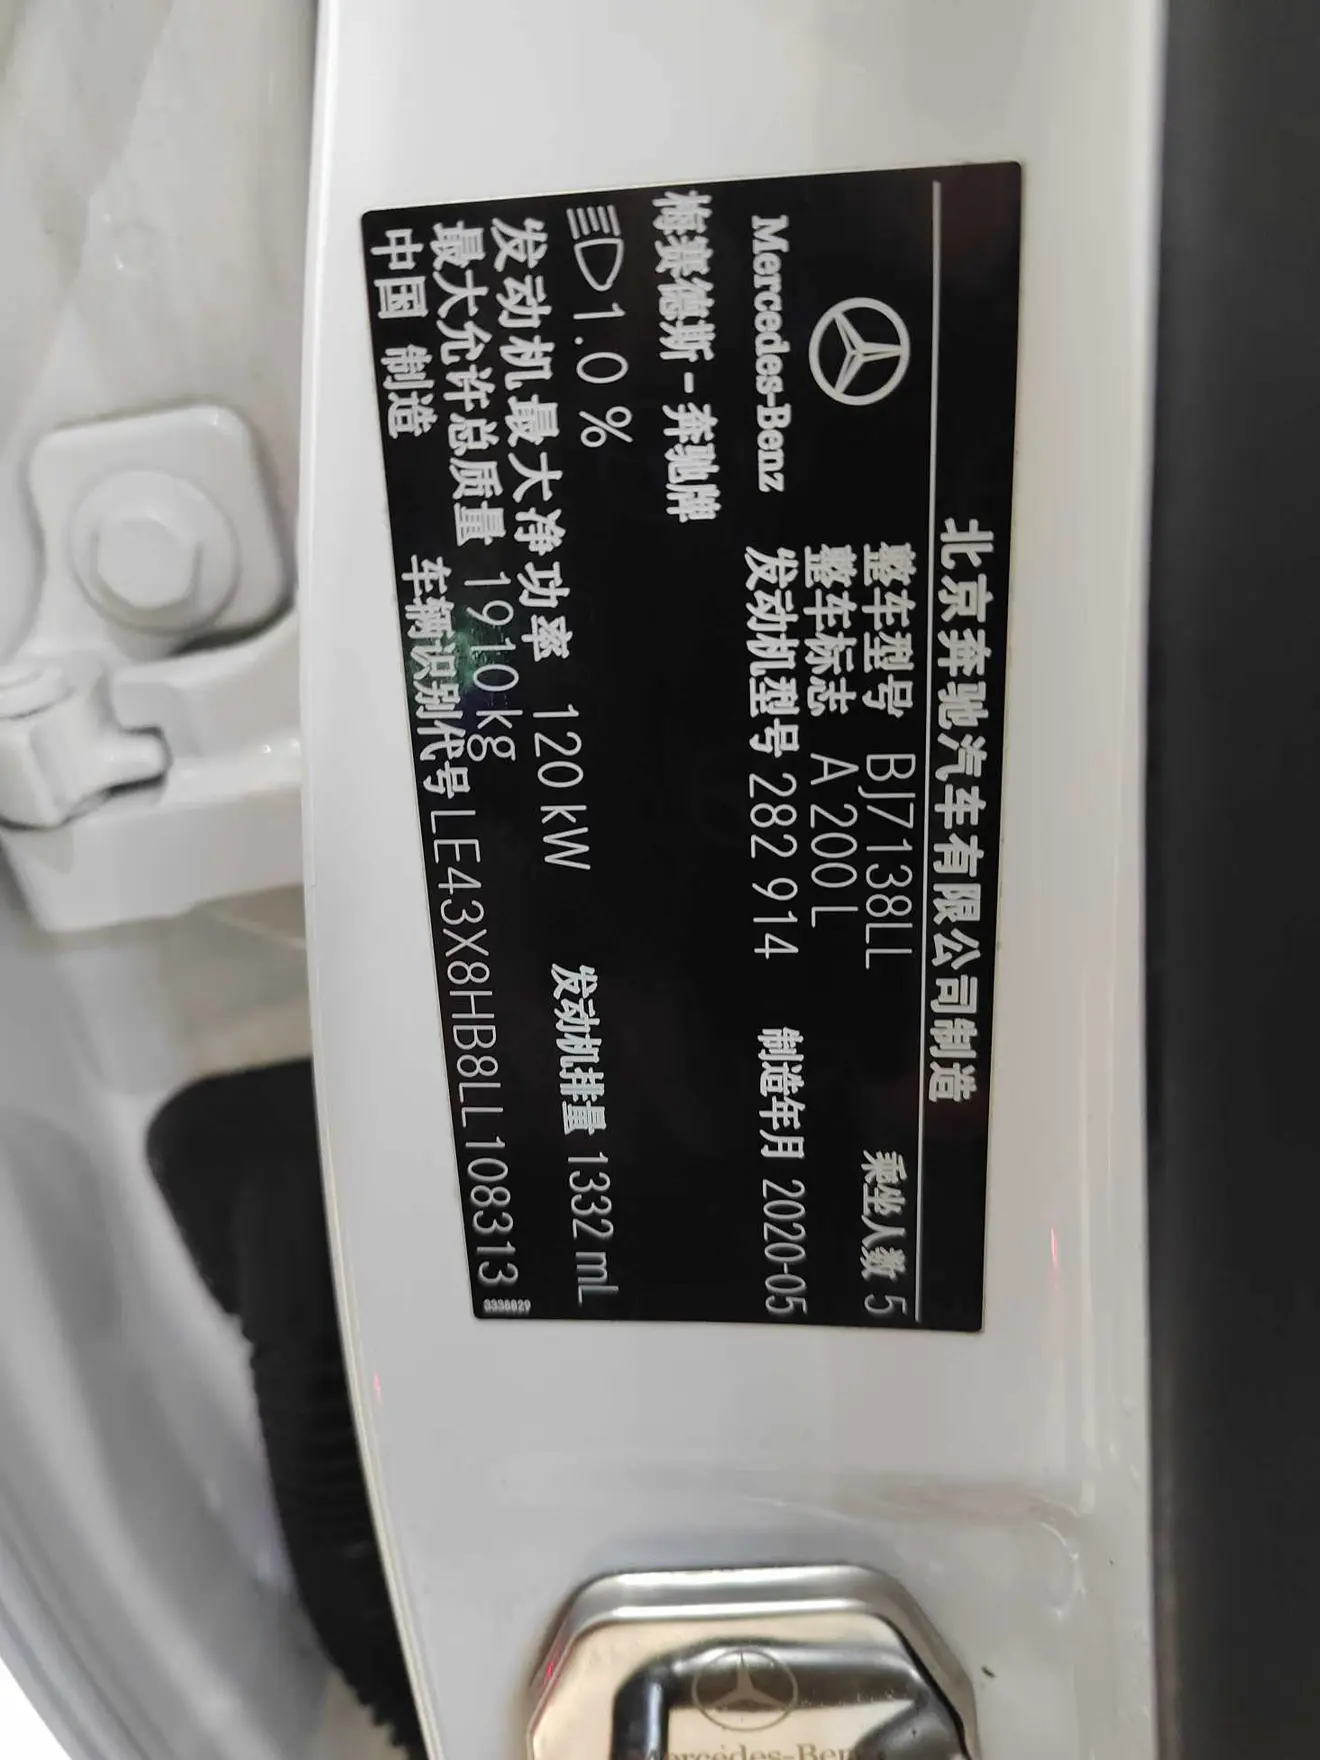 北京奔驰汽车有限公司制造
Mercedes-Benz
整车型号 BJ7138LL 乘坐人数 5
整车标志 A 200 L
发动机型号 282 914 制造年月 2020-05
梅赛德斯-奔驰牌
1.0 %
发动机最大净功率 120 kW 发动机排量 1332 mL
最大允许总质量 1910 kg
中国 制造 车辆识别代号 LE43X8HB8LL108313
3338829
Mercedes-Benz